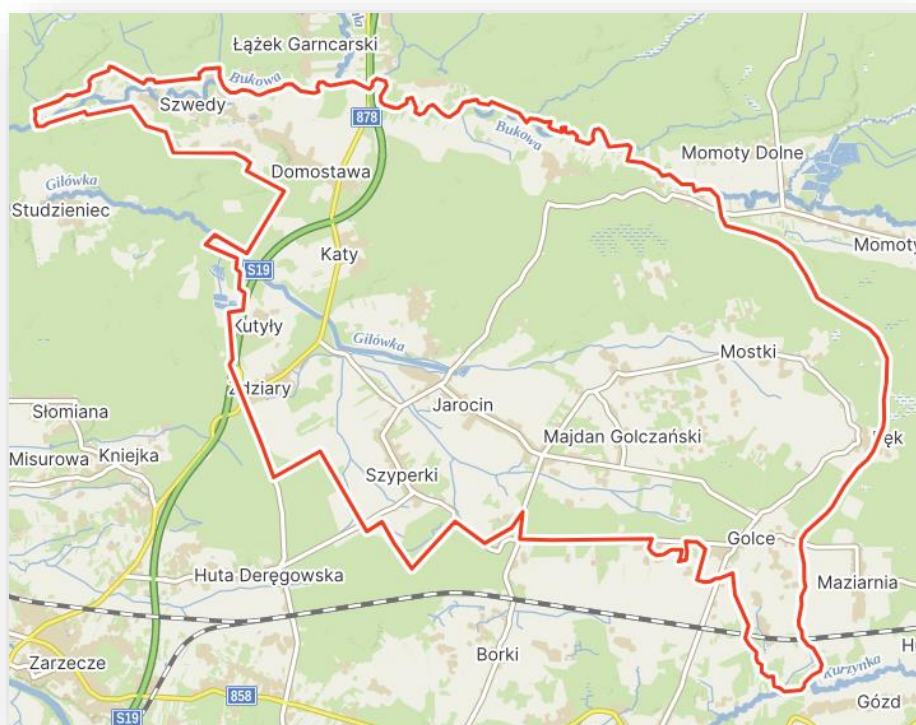 Łążek Garncarski
Bukowa
Szwedy
878
Bukowa
Momoty Dolne
Domostawa
Gilówka
Studzieniec
Momoty
Katy
S19
Kutyły
Gilówka
Mostki
Zdziary
Jarocin
Słomiana
Majdan Golczański
Kniejka
Misurowa
Szyperki
Golce
Huta Deręgowska
Maziarnia
Borki
Zarzecze
Kurzynka
858
Gózd
S19